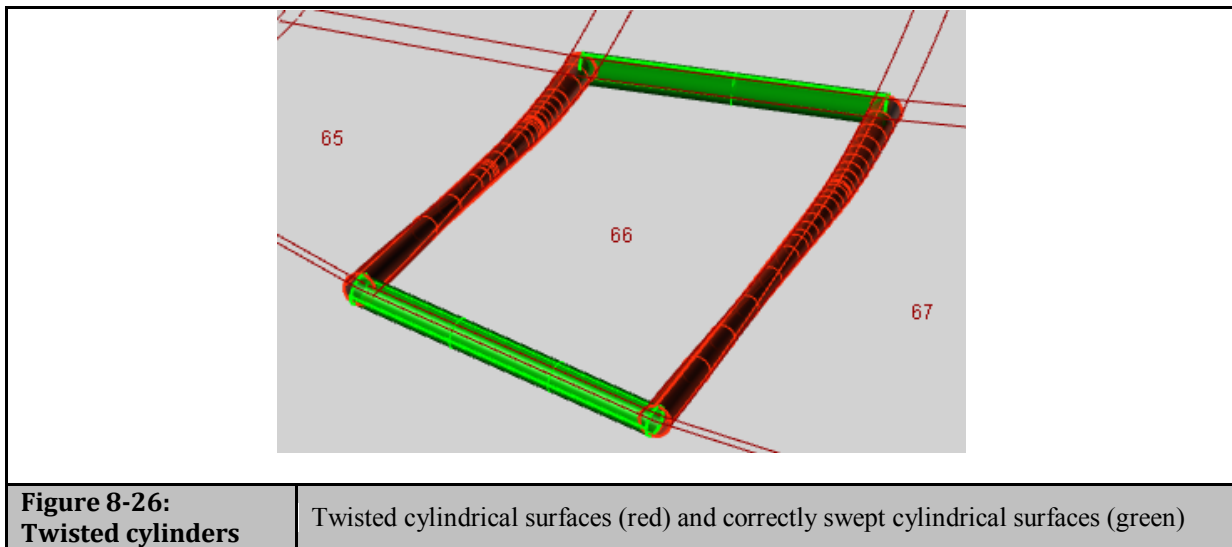 65
66
67
Figure 8-26:
Twisted cylinders
Twisted cylindrical surfaces (red) and correctly swept cylindrical surfaces (green)